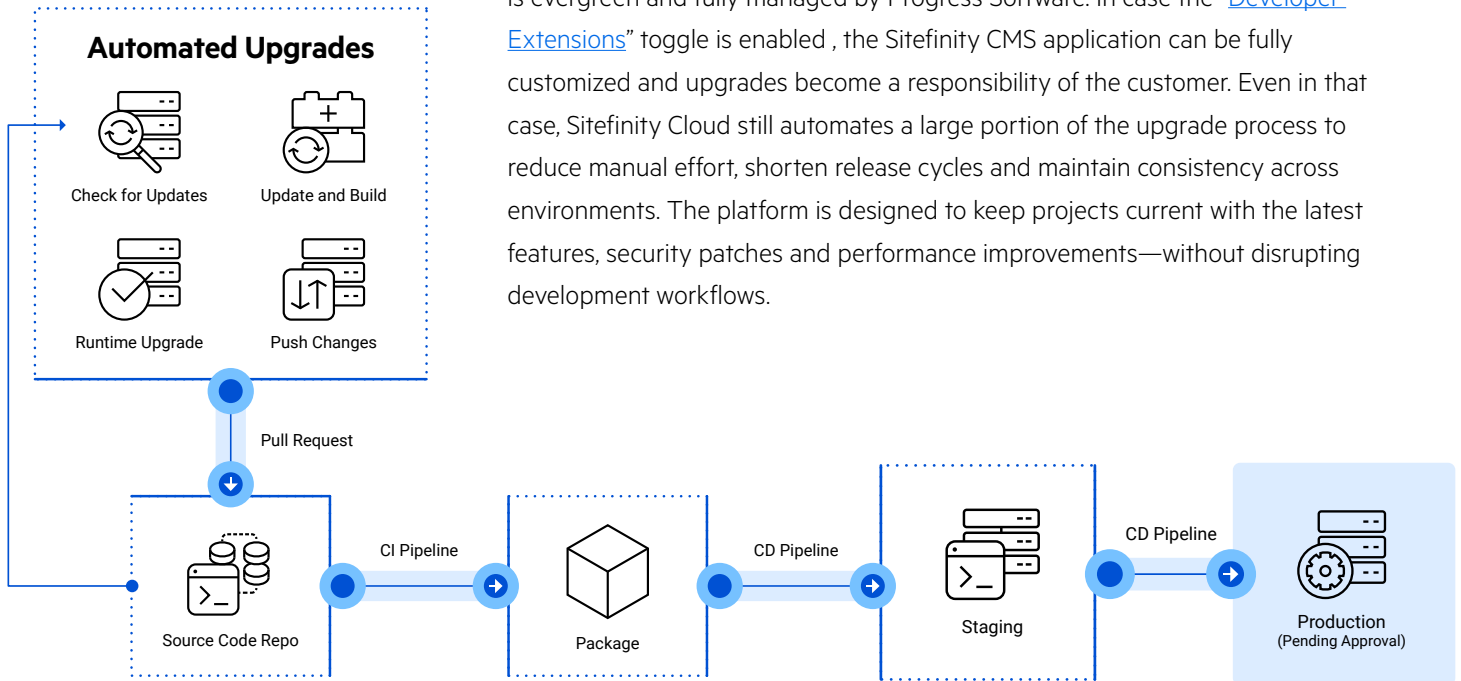 is evergreen and fully managed by Progress Software. In case the “Developer
Extensions” toggle is enabled , the Sitefinity CMS application can be fully
customized and upgrades become a responsibility of the customer. Even in that
case, Sitefinity Cloud still automates a large portion of the upgrade process to
reduce manual effort, shorten release cycles and maintain consistency across
environments. The platform is designed to keep projects current with the latest
features, security patches and performance improvements—without disrupting
development workflows.
Automated Upgrades
Check for Updates
Update and Build
Runtime Upgrade
Push Changes
Pull Request
Source Code Repo
CI Pipeline
Package
CD Pipeline
Staging
CD Pipeline
Production
(Pending Approval)